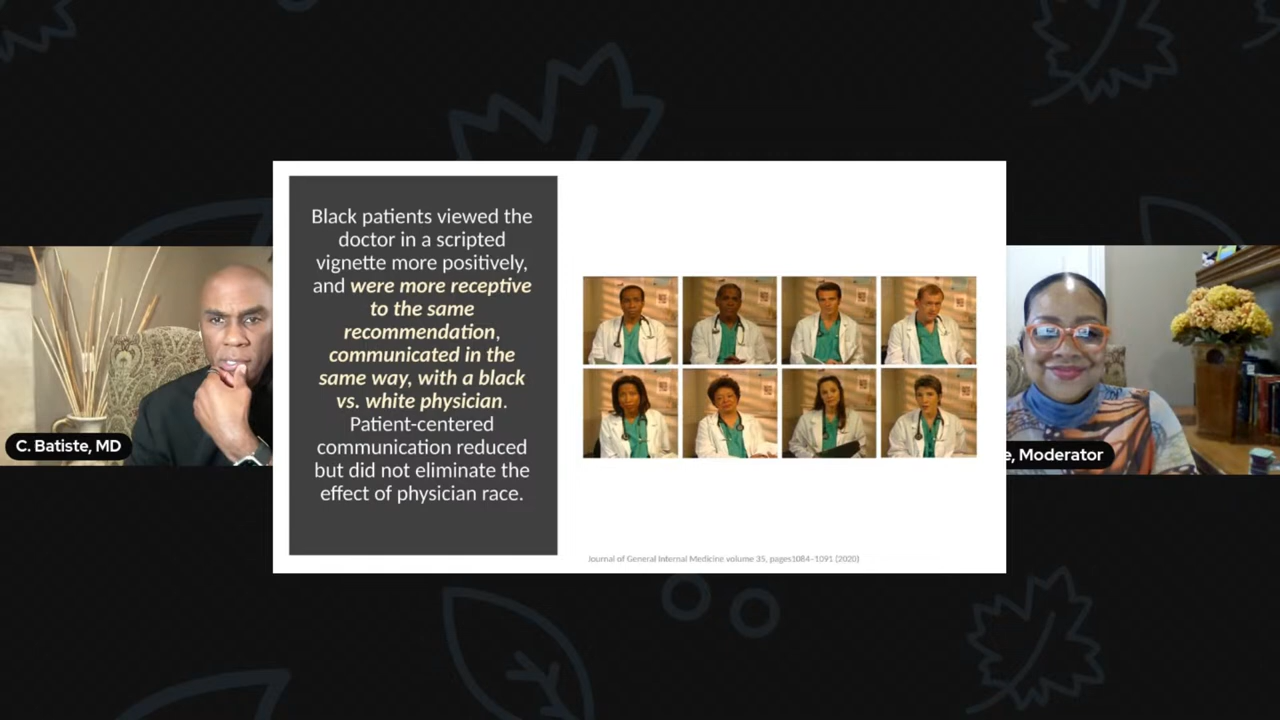 Black patients viewed the
doctor in a scripted
vignette more positively,
and were more receptive
to the same
recommendation,
communicated in the
same way, with a black
vs. white physician.
Patient-centered
communication reduced
but did not eliminate the
effect of physician race.
Journal of General Internal Medicine volume 35, pages1084–1091 (2020)
C. Batiste, MD
e, Moderator